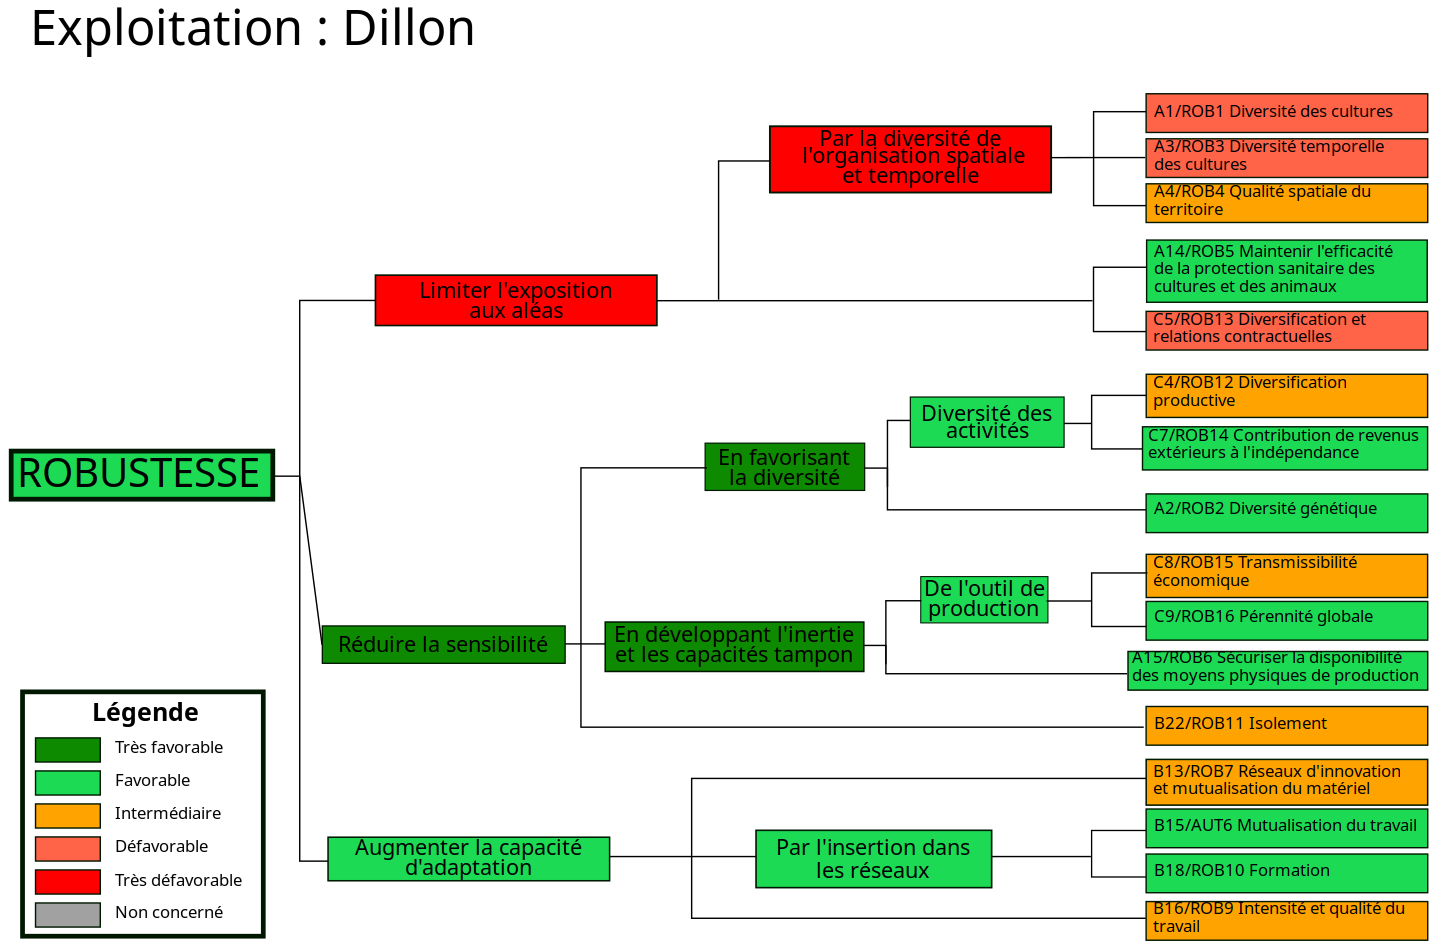 Exploitation : Dillon
A1/ROB1 Diversité des cultures
Par la diversité de
l'organisation spatiale
et temporelle
A3/ROB3 Diversité temporelle
des cultures
A4/ROB4 Qualité spatiale du
territoire
A14/ROB5 Maintenir l'efficacité
de la protection sanitaire des
cultures et des animaux
Limiter l'exposition
aux aléas
C5/ROB13 Diversification et
relations contractuelles
C4/ROB12 Diversification
productive
Diversité des
activités
C7/ROB14 Contribution de revenus
extérieurs à l'indépendance
En favorisant
la diversité
ROBUSTESSE
A2/ROB2 Diversité génétique
C8/ROB15 Transmissibilité
économique
De l'outil de
production
C9/ROB16 Pérennité globale
Réduire la sensibilité
En développant l'inertie
et les capacités tampon
A15/ROB6 Sécuriser la disponibilité
des moyens physiques de production
B22/ROB11 Isolement
B13/ROB7 Réseaux d'innovation
et mutualisation du matériel
B15/AUT6 Mutualisation du travail
Augmenter la capacité
d'adaptation
Par l'insertion dans
les réseaux
B18/ROB10 Formation
B16/ROB9 Intensité et qualité du
travail
Légende
Très favorable
Favorable
Intermédiaire
Défavorable
Très défavorable
Non concerné